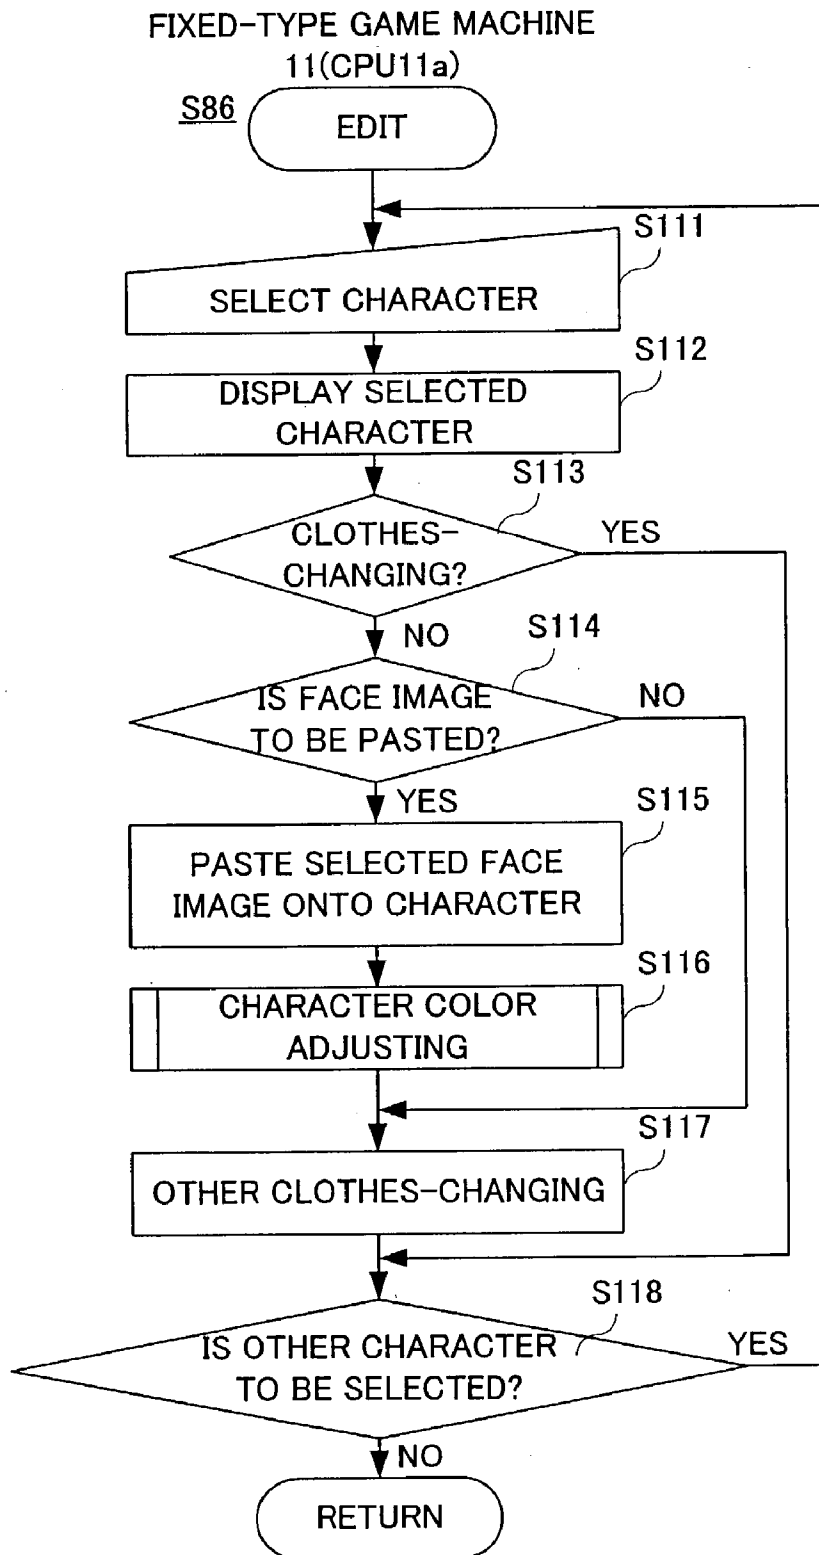 FIXED-TYPE GAME MACHINE
11(CPU11a)
S86
EDIT
S111
SELECT CHARACTER
S112
DISPLAY SELECTED
CHARACTER
S113
CLOTHES-
CHANGING?
YES
NO
S114
IS FACE IMAGE
TO BE PASTED?
NO
YES
S115
PASTE SELECTED FACE
IMAGE ONTO CHARACTER
S116
CHARACTER COLOR
ADJUSTING
S117
OTHER CLOTHES-CHANGING
S118
IS OTHER CHARACTER
TO BE SELECTED?
YES
NO
RETURN